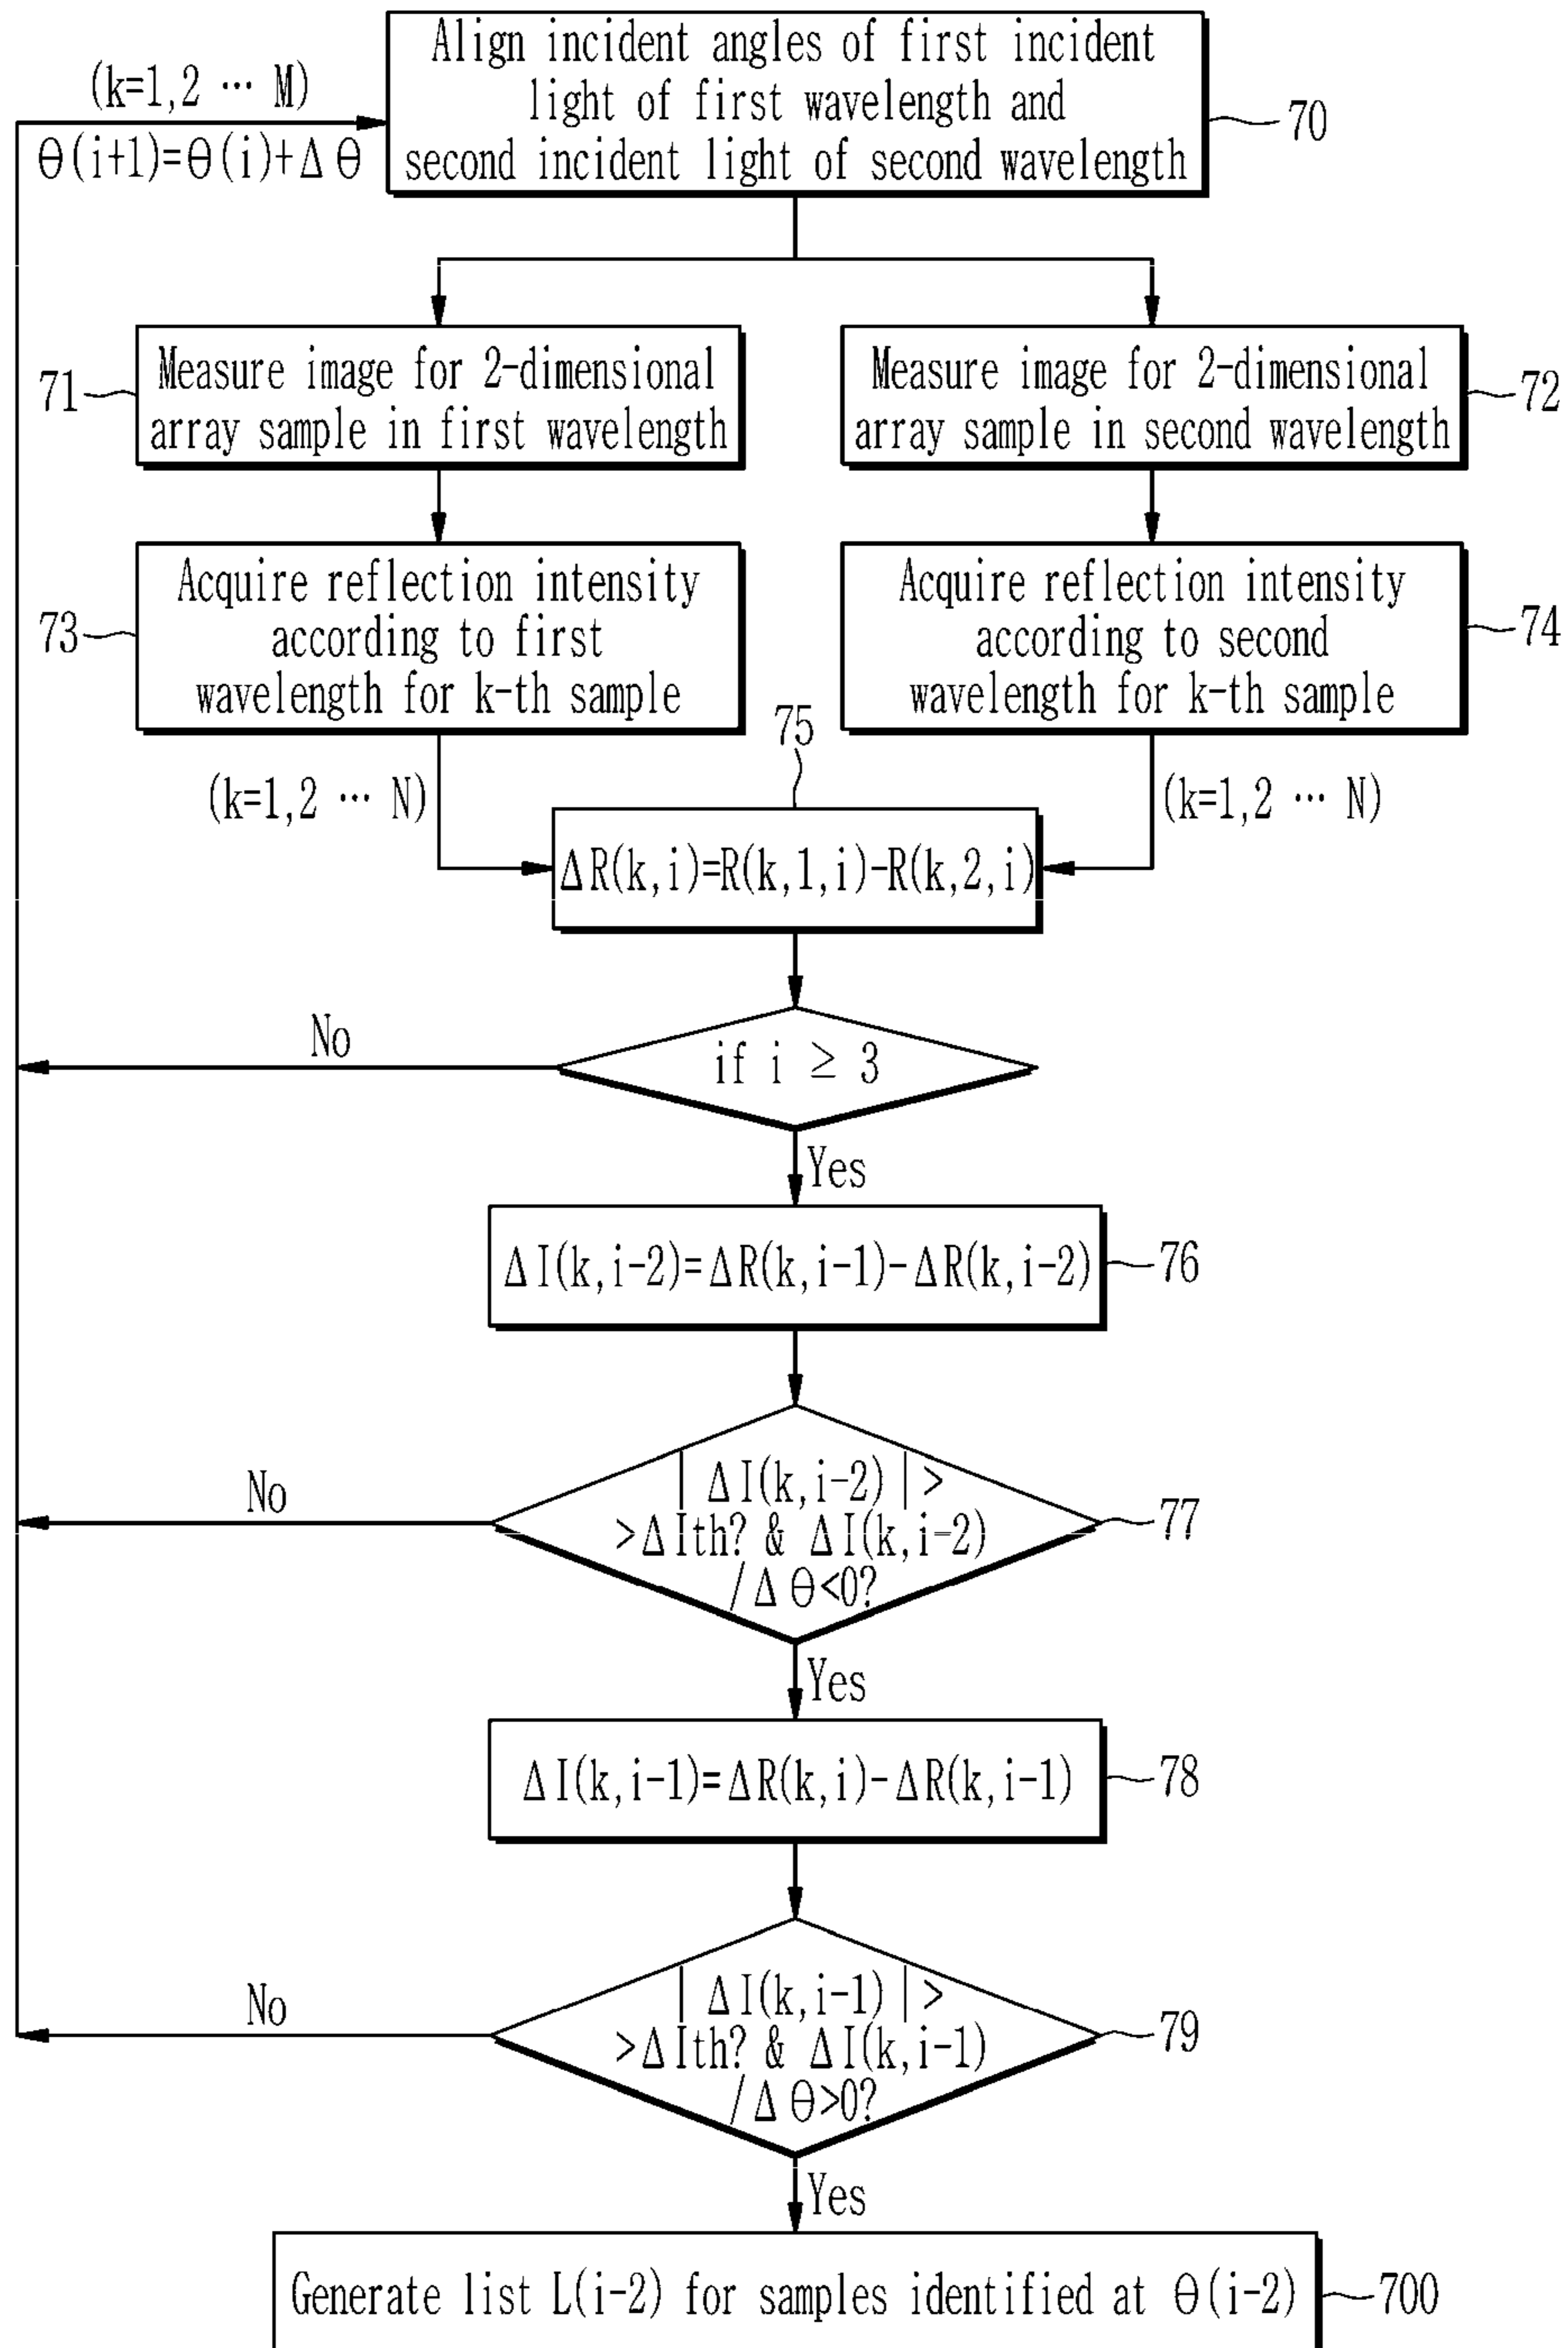 Align incident angles of first incident
light of first wavelength and
second incident light of second wavelength
70
(k=1,2 ··· M)
Θ(i+1)=Θ(i)+ΔΘ
71
Measure image for 2-dimensional
array sample in first wavelength
Measure image for 2-dimensional
array sample in second wavelength
72
73
Acquire reflection intensity
according to first
wavelength for k-th sample
Acquire reflection intensity
according to second
wavelength for k-th sample
74
75
(k=1,2 ··· N)
(k=1,2 ··· N)
ΔR(k,i)=R(k,1,i)-R(k,2,i)
No
if i ≥ 3
Yes
ΔI(k,i-2)=ΔR(k,i-1)-ΔR(k,i-2)
76
No
|ΔI(k,i-2)|>
>ΔIth? & ΔI(k,i-2)
/ΔΘ<0?
77
Yes
ΔI(k,i-1)=ΔR(k,i)-ΔR(k,i-1)
78
No
|ΔI(k,i-1)|>
>ΔIth? & ΔI(k,i-1)
/ΔΘ>0?
79
Yes
Generate list L(i-2) for samples identified at Θ(i-2)
700